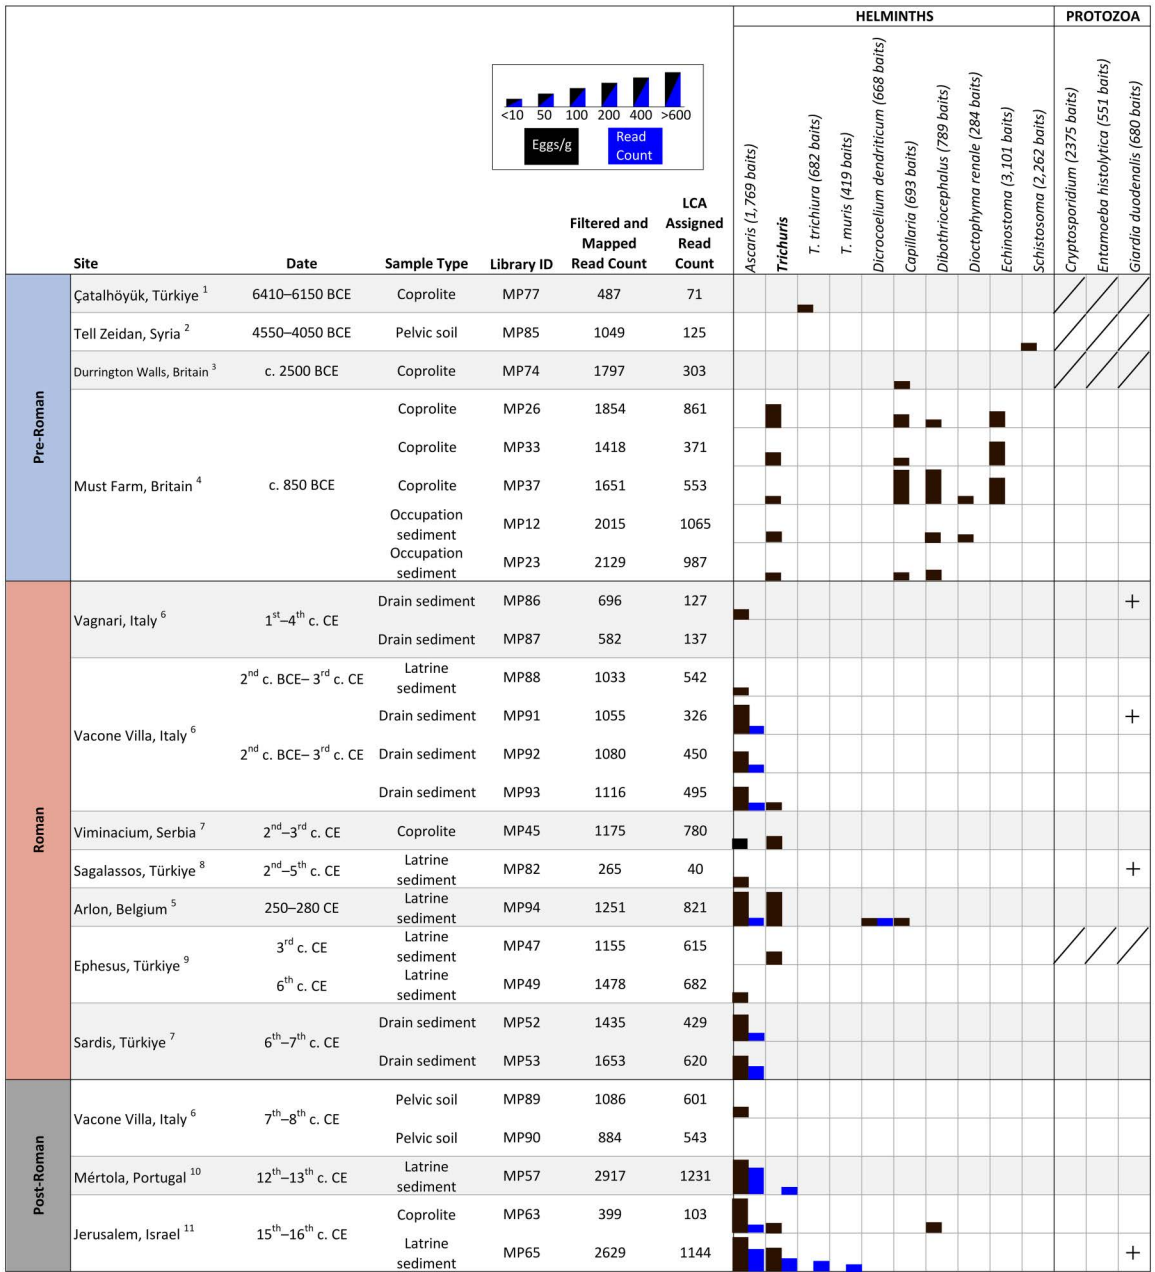 HELMINTHS PROTOZOA
<10 50 100 200 400 >600
Eggs/g Read Count
Ascaris (1,769 baits)
Trichuris
T. trichiura (682 baits)
T. muris (419 baits)
Dicrocoelium dendriticum (668 baits)
Capillaria (693 baits)
Dibothriocephalus (789 baits)
Dioctophyma renale (284 baits)
Echinostoma (3,101 baits)
Schistosoma (2,262 baits)
Cryptosporidium (2375 baits)
Entamoeba histolytica (551 baits)
Giardia duodenalis (680 baits)
Site Date Sample Type Library ID Filtered and Mapped Read Count LCA Assigned Read Count
Pre-Roman
Çatalhöyük, Türkiye 1 6410–6150 BCE Coprolite MP77 487 71
Tell Zeidan, Syria 2 4550–4050 BCE Pelvic soil MP85 1049 125
Durrington Walls, Britain 3 c. 2500 BCE Coprolite MP74 1797 303
Must Farm, Britain 4 c. 850 BCE
Coprolite MP26 1854 861
Coprolite MP33 1418 371
Coprolite MP37 1651 553
Occupation sediment MP12 2015 1065
Occupation sediment MP23 2129 987
Roman
Vagnari, Italy 6 1st–4th c. CE
Drain sediment MP86 696 127 +
Drain sediment MP87 582 137
Vacone Villa, Italy 6
2nd c. BCE– 3rd c. CE Latrine sediment MP88 1033 542
Drain sediment MP91 1055 326 +
2nd c. BCE– 3rd c. CE Drain sediment MP92 1080 450
Drain sediment MP93 1116 495
Viminacium, Serbia 7 2nd–3rd c. CE Coprolite MP45 1175 780
Sagalassos, Türkiye 8 2nd–5th c. CE Latrine sediment MP82 265 40 +
Arlon, Belgium 5 250–280 CE Latrine sediment MP94 1251 821
Ephesus, Türkiye 9
3rd c. CE Latrine sediment MP47 1155 615
6th c. CE Latrine sediment MP49 1478 682
Sardis, Türkiye 7 6th–7th c. CE
Drain sediment MP52 1435 429
Drain sediment MP53 1653 620
Post-Roman
Vacone Villa, Italy 6 7th–8th c. CE
Pelvic soil MP89 1086 601
Pelvic soil MP90 884 543
Mértola, Portugal 10 12th–13th c. CE Latrine sediment MP57 2917 1231
Jerusalem, Israel 11 15th–16th c. CE
Coprolite MP63 399 103
Latrine sediment MP65 2629 1144 +